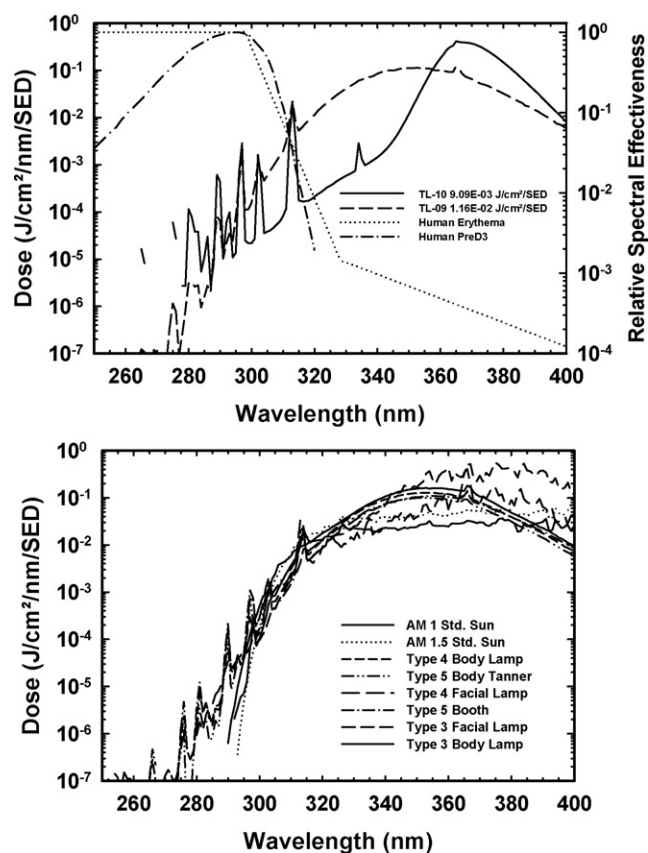 10⁰
10⁻¹
10⁻²
10⁻³
10⁻⁴
10⁻⁵
10⁻⁶
10⁻⁷
Dose (J/cm²/nm/SED)
10⁰
10⁻¹
10⁻²
10⁻³
10⁻⁴
Relative Spectral Effectiveness
TL-10 9.09E-03 J/cm²/SED
TL-09 1.16E-02 J/cm²/SED
Human Erythema
Human PreD3
260 280 300 320 340 360 380 400
Wavelength (nm)
10⁰
10⁻¹
10⁻²
10⁻³
10⁻⁴
10⁻⁵
10⁻⁶
10⁻⁷
Dose (J/cm²/nm/SED)
AM 1 Std. Sun
AM 1.5 Std. Sun
Type 4 Body Lamp
Type 5 Body Tanner
Type 4 Facial Lamp
Type 5 Booth
Type 3 Facial Lamp
Type 3 Body Lamp
260 280 300 320 340 360 380 400
Wavelength (nm)